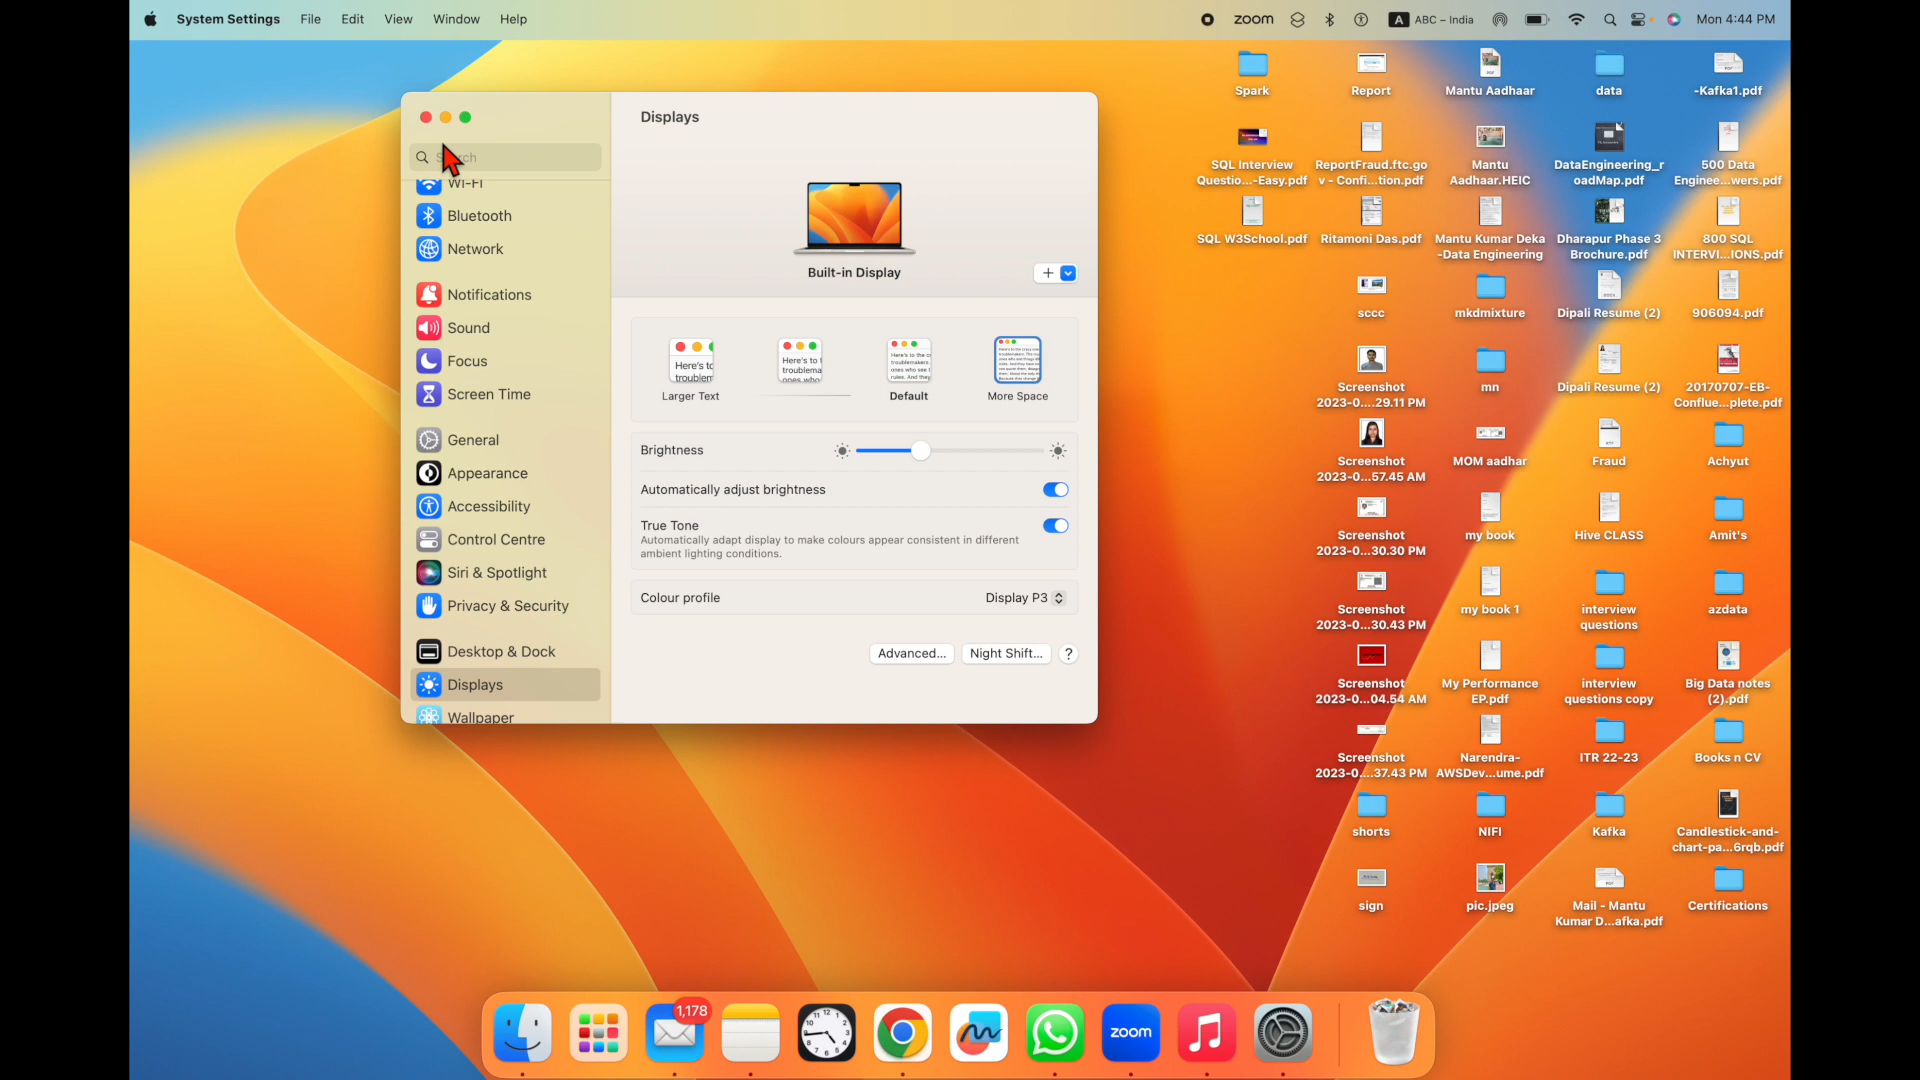 System Settings File Edit View Window Help
zoom A ABC – India Mon 4:44 PM
Displays
Wi-Fi
Bluetooth
Network
Notifications
Sound
Focus
Screen Time
General
Appearance
Accessibility
Control Centre
Siri & Spotlight
Privacy & Security
Desktop & Dock
Displays
Wallpaper
Built-in Display
Larger Text
Default
More Space
Brightness
Automatically adjust brightness
True Tone
Automatically adapt display to make colours appear consistent in different
ambient lighting conditions.
Colour profile Display P3
Advanced... Night Shift... ?
Spark Report Mantu Aadhaar data -Kafka1.pdf
SQL Interview ReportFraud.ftc.go Mantu DataEngineering_r 500 Data
Questio...-Easy.pdf v - Confi...tion.pdf Aadhaar.HEIC oadMap.pdf Enginee...wers.pdf
SQL W3School.pdf Ritamoni Das.pdf Mantu Kumar Deka Dharapur Phase 3 800 SQL
-Data Engineering Brochure.pdf INTERVI...IONS.pdf
sccc mkdmixture Dipali Resume (2) 906094.pdf
Screenshot mn Dipali Resume (2) 20170707-EB-
2023-0....29.11 PM Conflue...plete.pdf
Screenshot MOM aadhar Fraud Achyut
2023-0...57.45 AM
Screenshot my book Hive CLASS Amit's
2023-0...30.30 PM
Screenshot my book 1 interview azdata
2023-0...30.43 PM questions
Screenshot My Performance interview Big Data notes
2023-0...04.54 AM EP.pdf questions copy (2).pdf
Screenshot Narendra- ITR 22-23 Books n CV
2023-0....37.43 PM AWSDev...ume.pdf
shorts NIFI Kafka Candlestick-and-
chart-pa...6rqb.pdf
sign pic.jpeg Mail - Mantu Certifications
Kumar D...afka.pdf
1,178
zoom